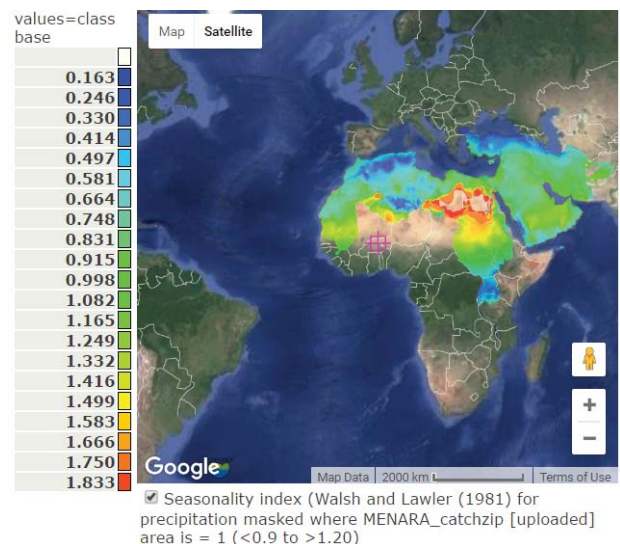 values=class
base
0.163
0.246
0.330
0.414
0.497
0.581
0.664
0.748
0.831
0.915
0.998
1.082
1.165
1.249
1.332
1.416
1.499
1.583
1.666
1.750
1.833
Map Satellite
Google
Map Data 2000 km Terms of Use
Seasonality index (Walsh and Lawler (1981) for
precipitation masked where MENARA_catchzip [uploaded]
area is = 1 (<0.9 to >1.20)